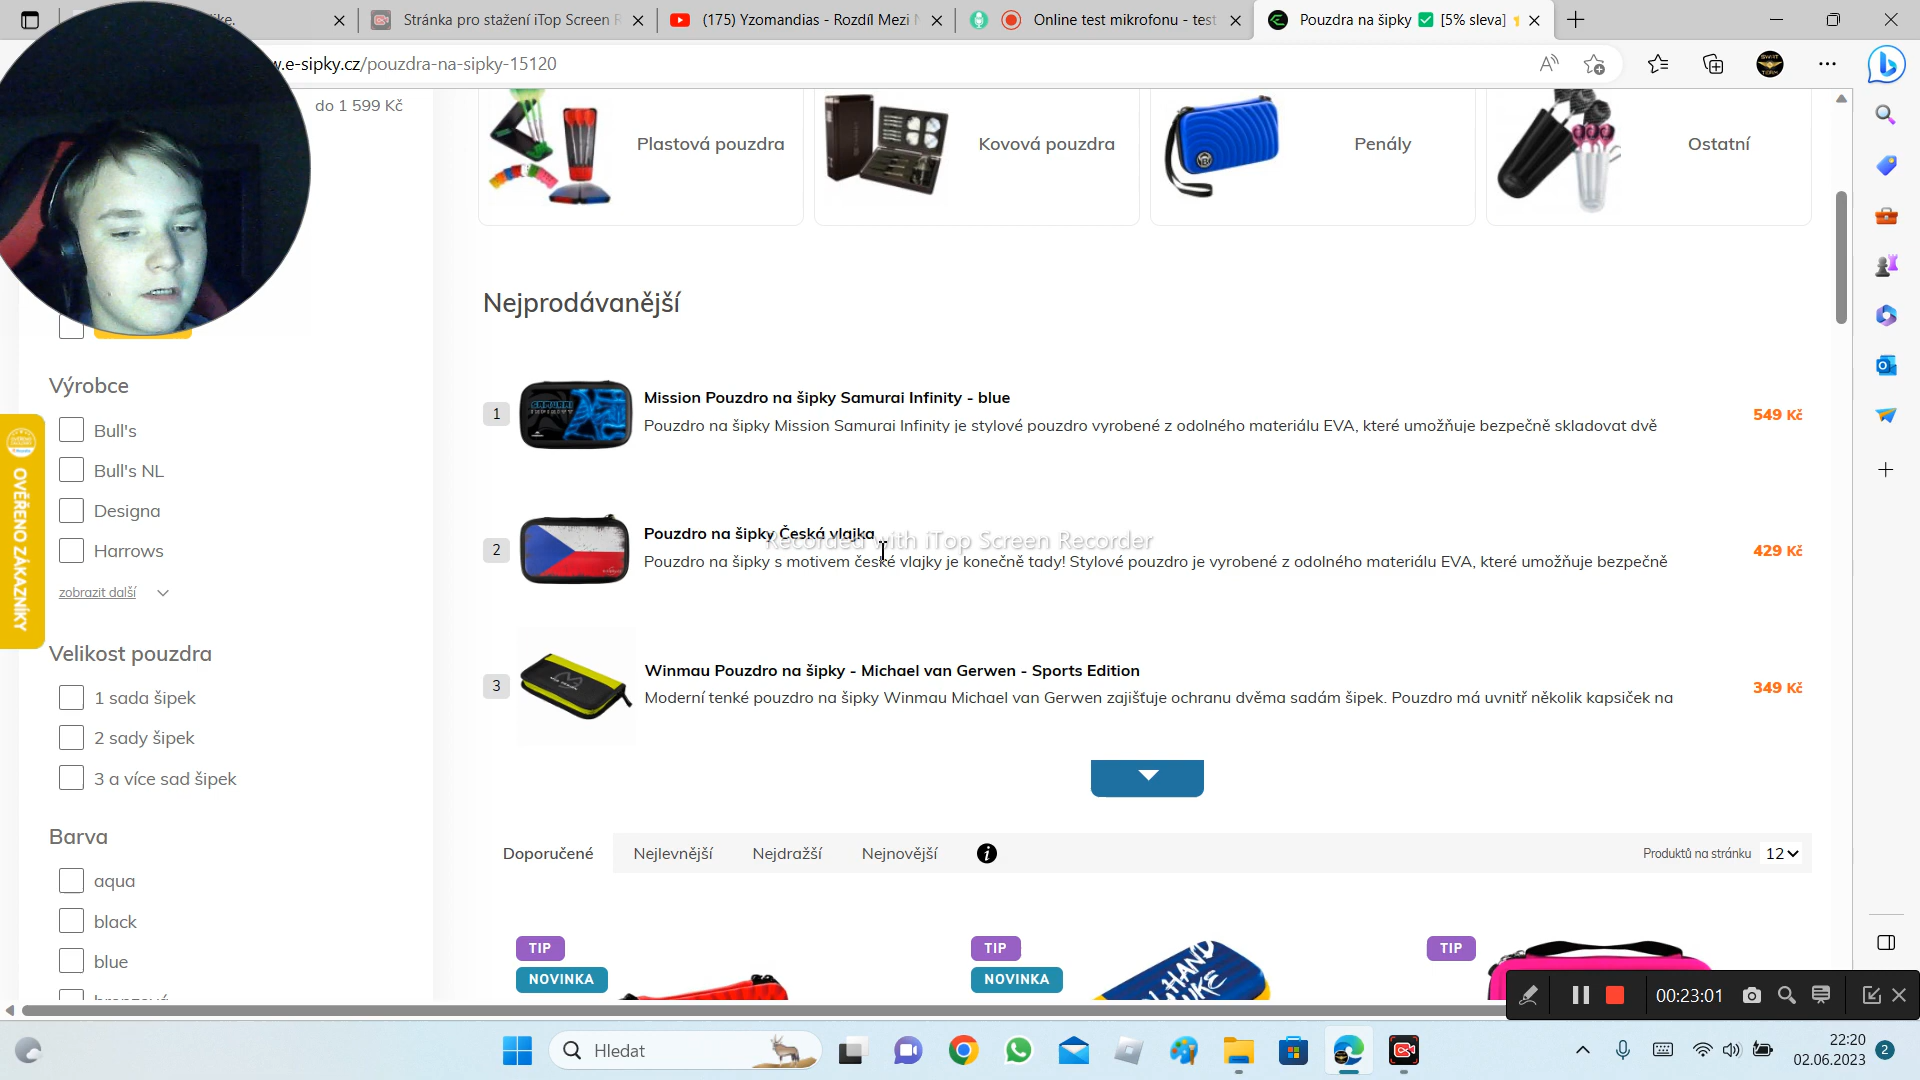 ike.
Stránka pro stažení iTop Screen R
(175) Yzomandias - Rozdíl Mezi
Online test mikrofonu - test
Pouzdra na šipky ✅ [5% sleva]
.e-sipky.cz/pouzdra-na-sipky-15120
do 1 599 Kč
Plastová pouzdra
Kovová pouzdra
Penály
Ostatní
Nejprodávanější
1
Mission Pouzdro na šipky Samurai Infinity - blue
Pouzdro na šipky Mission Samurai Infinity je stylové pouzdro vyrobené z odolného materiálu EVA, které umožňuje bezpečně skladovat dvě
549 Kč
2
Pouzdro na šipky Česká vlajka
Pouzdro na šipky s motivem české vlajky je konečně tady! Stylové pouzdro je vyrobené z odolného materiálu EVA, které umožňuje bezpečně
429 Kč
Recorded with iTop Screen Recorder
3
Winmau Pouzdro na šipky - Michael van Gerwen - Sports Edition
Moderní tenké pouzdro na šipky Winmau Michael van Gerwen zajišťuje ochranu dvěma sadám šipek. Pouzdro má uvnitř několik kapsiček na
349 Kč
Výrobce
Bull's
Bull's NL
Designa
Harrows
zobrazit další
OVĚŘENO ZÁKAZNÍKY
Velikost pouzdra
1 sada šipek
2 sady šipek
3 a více sad šipek
Barva
aqua
black
blue
bronzová
Doporučené
Nejlevnější
Nejdražší
Nejnovější
Produktů na stránku 12
TIP
NOVINKA
TIP
NOVINKA
TIP
00:23:01
Hledat
22:20
02.06.2023
2